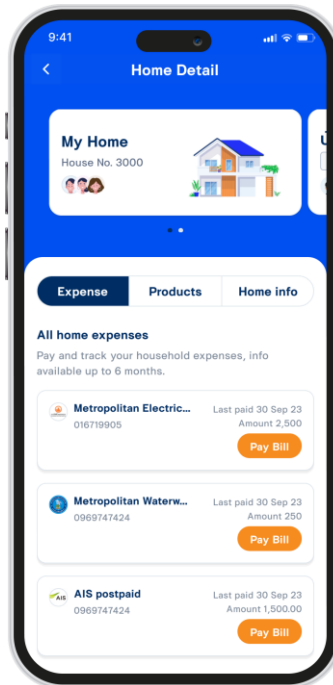 9:41
Home Detail
My Home
House No. 3000
Expense
Products
Home info
All home expenses
Pay and track your household expenses, info
available up to 6 months.
Metropolitan Electric...
Last paid 30 Sep 23
016719905
Amount 2,500
Pay Bill
Metropolitan Waterw...
Last paid 30 Sep 23
0969747424
Amount 250
Pay Bill
AIS
AIS postpaid
Last paid 30 Sep 23
0969747424
Amount 1,500.00
Pay Bill